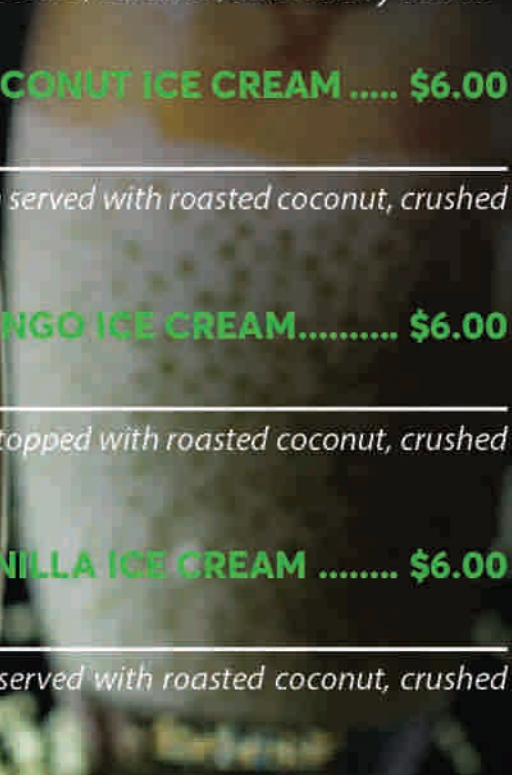 CONUT ICE CREAM ..... $6.00
served with roasted coconut, crushed
NGO ICE CREAM.......... $6.00
topped with roasted coconut, crushed
NILLA ICE CREAM ........ $6.00
served with roasted coconut, crushed